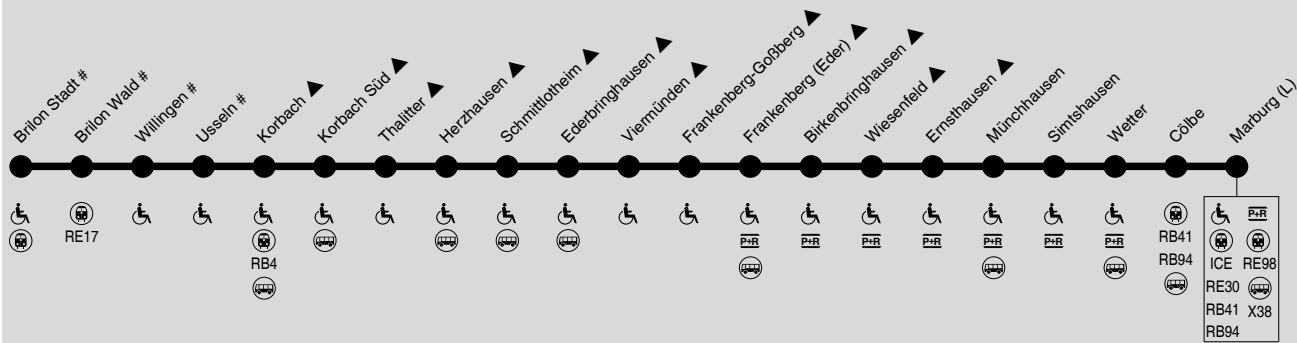 Brilon Stadt #
Brilon Wald #
Willingen #
Usseln #
Korbach ▲
Korbach Süd ▲
Thalitter ▲
Herzhausen ▲
Schmittlotheim ▲
Ederbringhausen ▲
Viermünden ▲
Frankenberg-Goßberg ▲
Frankenberg (Eder) ▲
Birkenbringhausen ▲
Wiesenfeld ▲
Ernsthausen ▲
Münchhausen
Simtshausen
Wetter
Cölbe
Marburg (L)
RE17
RB4
P+R
P+R
P+R
P+R
P+R
P+R
P+R
RB41
RB94
P+R
ICE RE98
RE30
RB41 X38
RB94